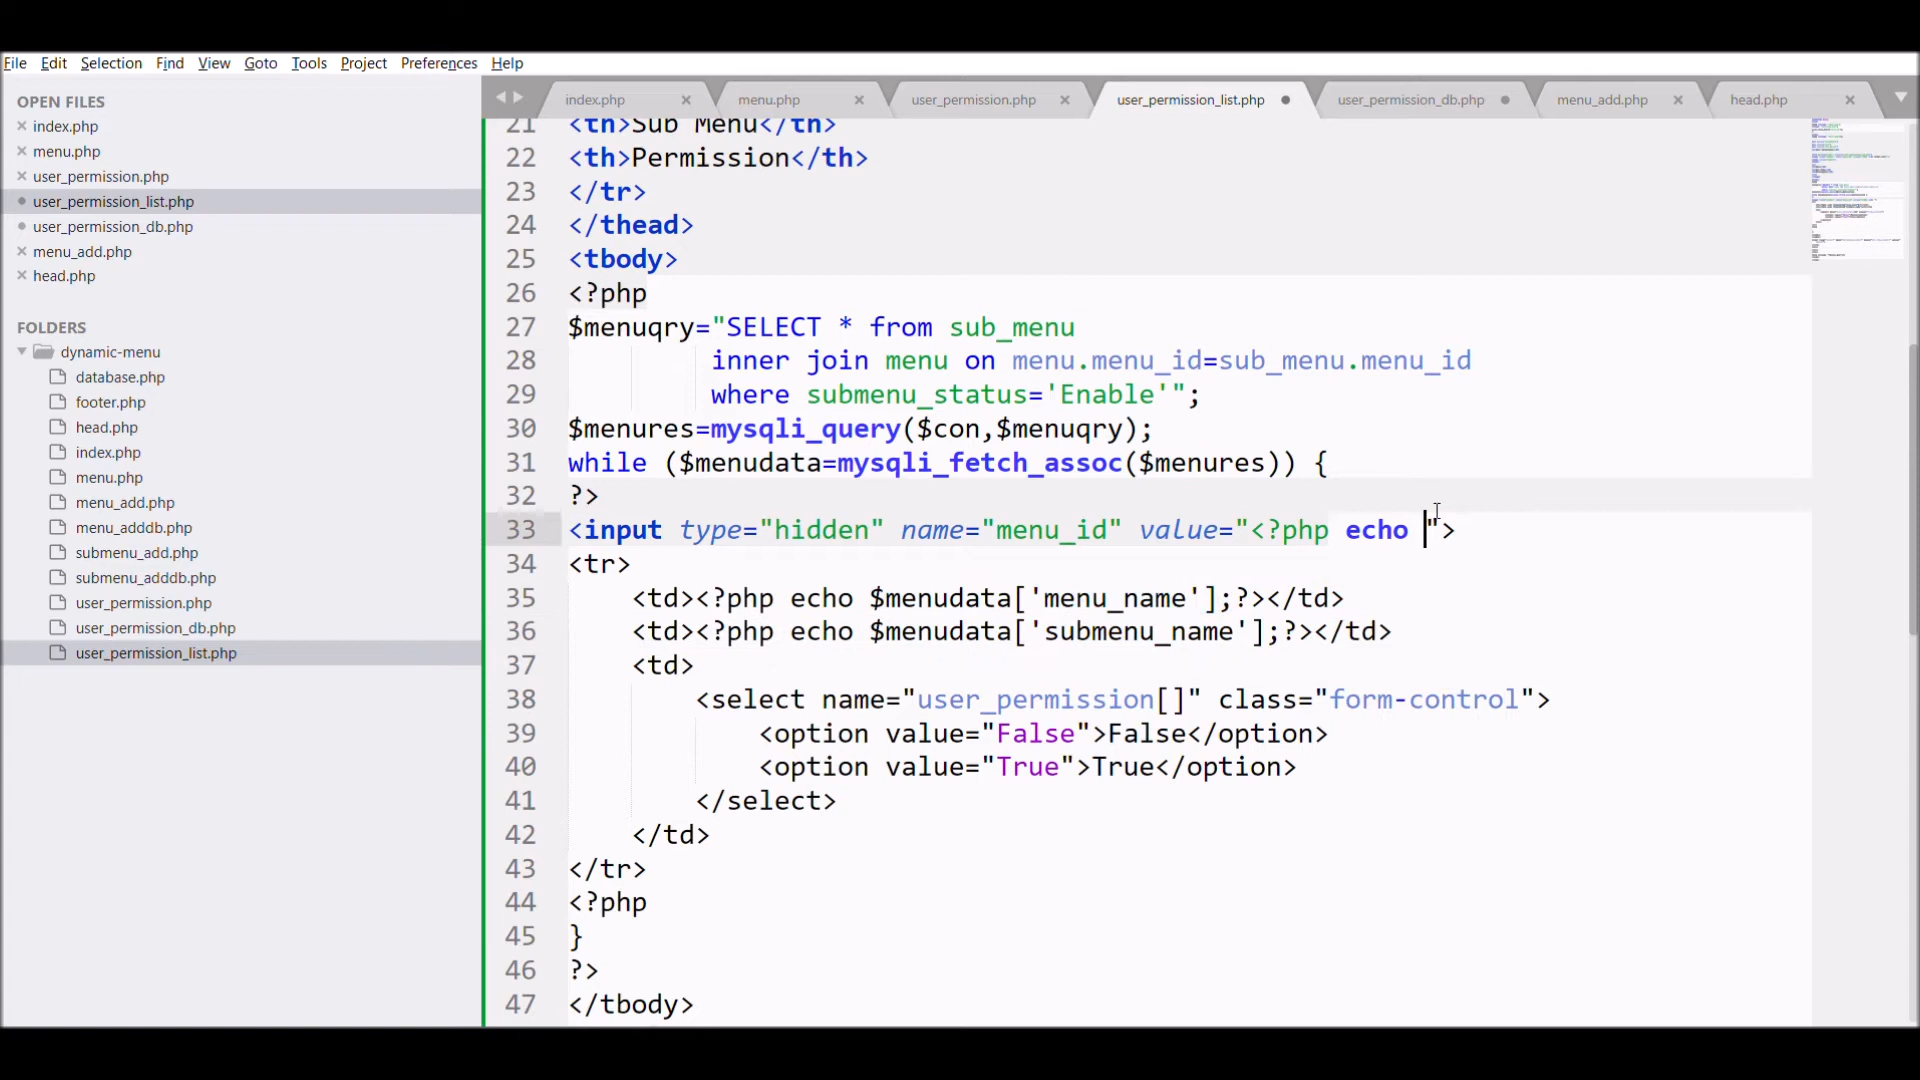 File Edit Selection Find View Goto Tools Project Preferences Help
OPEN FILES
index.php
menu.php
user_permission.php
user_permission_list.php
user_permission_db.php
menu_add.php
head.php
FOLDERS
dynamic-menu
database.php
footer.php
head.php
index.php
menu.php
menu_add.php
menu_adddb.php
submenu_add.php
submenu_adddb.php
user_permission.php
user_permission_db.php
user_permission_list.php
index.php menu.php user_permission.php user_permission_list.php user_permission_db.php menu_add.php head.php
21 <th>Sub Menu</th>
22 <th>Permission</th>
23 </tr>
24 </thead>
25 <tbody>
26 <?php
27 $menuqry="SELECT * from sub_menu
28 inner join menu on menu.menu_id=sub_menu.menu_id
29 where submenu_status='Enable'";
30 $menures=mysqli_query($con,$menuqry);
31 while ($menudata=mysqli_fetch_assoc($menures)) {
32 ?>
33 <input type="hidden" name="menu_id" value="<?php echo ">
34 <tr>
35 <td><?php echo $menudata['menu_name'];?></td>
36 <td><?php echo $menudata['submenu_name'];?></td>
37 <td>
38 <select name="user_permission[]" class="form-control">
39 <option value="False">False</option>
40 <option value="True">True</option>
41 </select>
42 </td>
43 </tr>
44 <?php
45 }
46 ?>
47 </tbody>